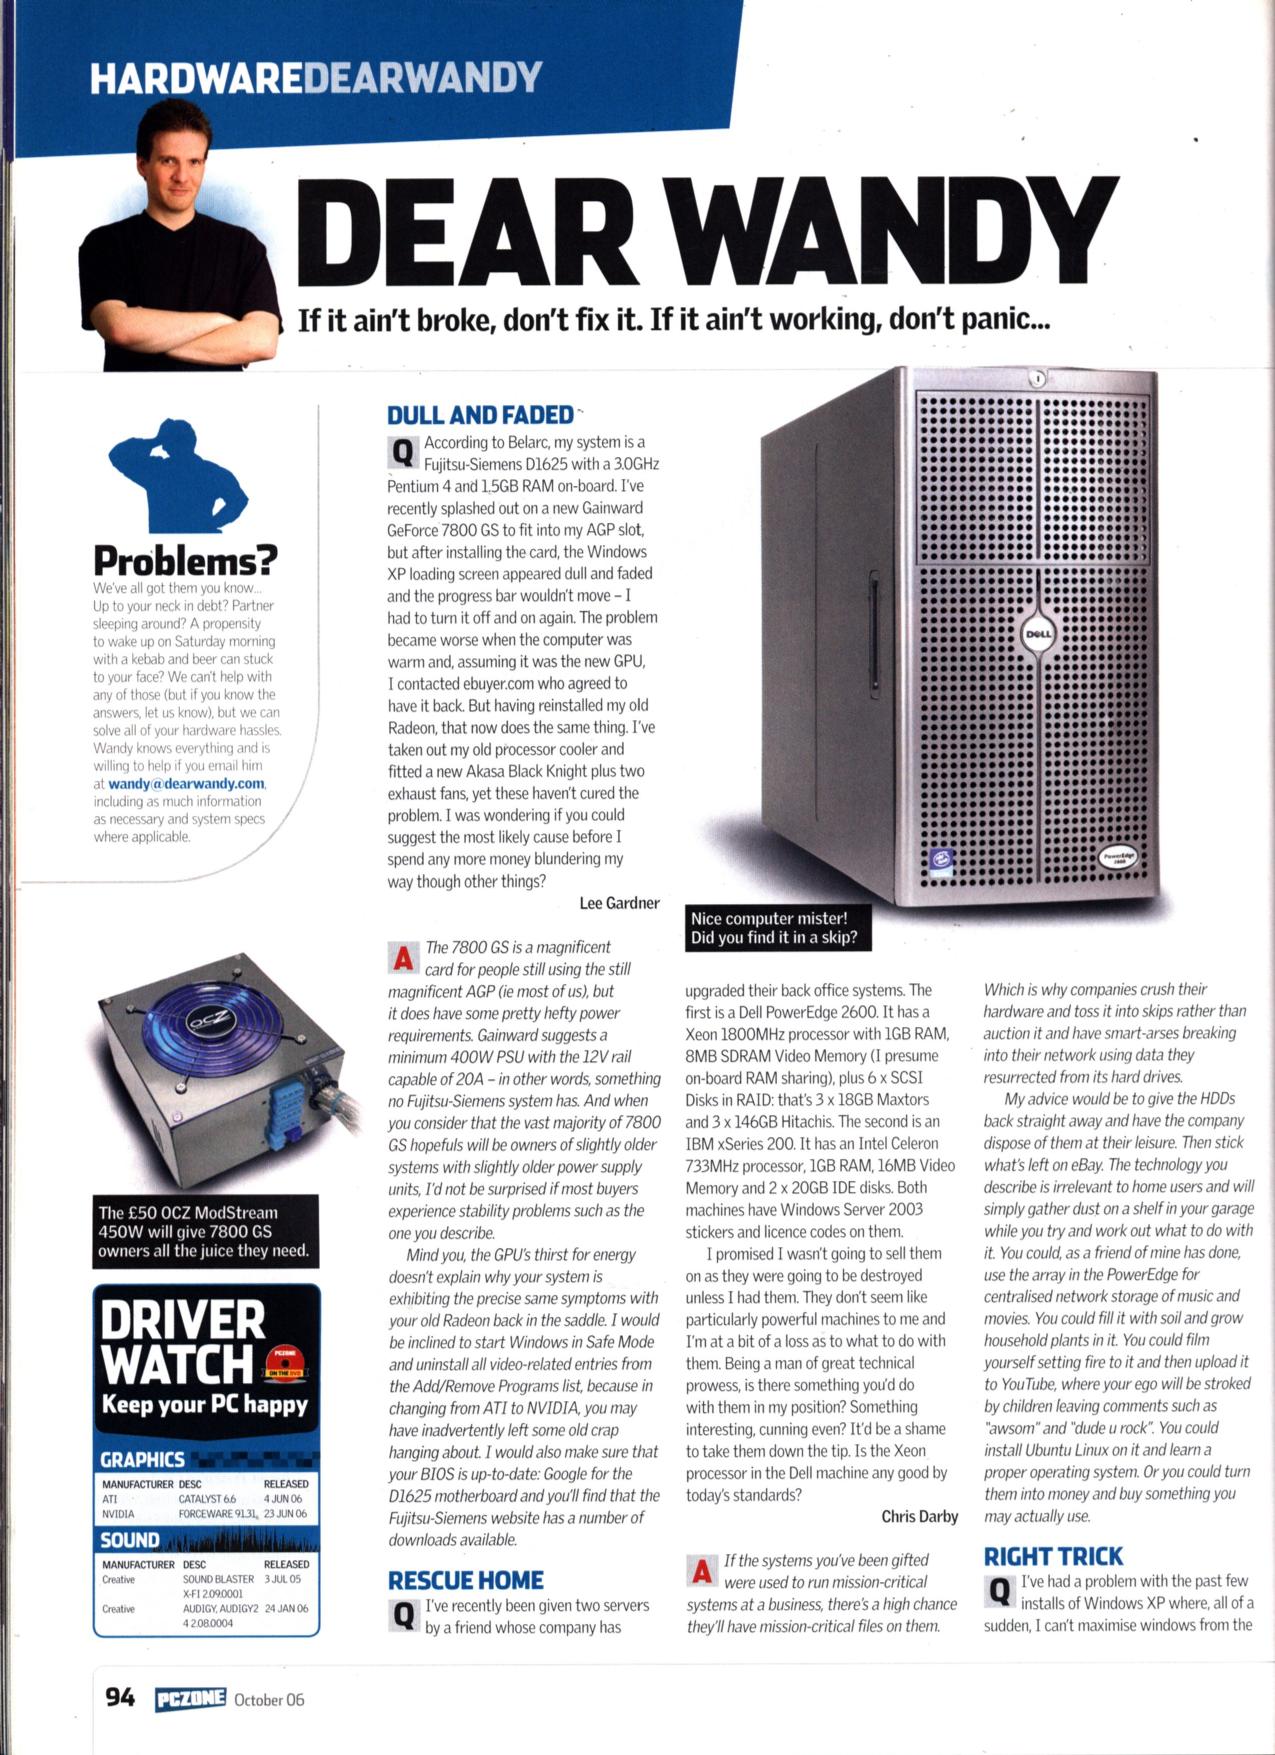 HARDWAREDEARWANDY
DEAR WANDY
If it ain't broke, don't fix it. If it ain't working, don't panic...
Problems?
We've all got them you know...
Up to your neck in debt? Partner
sleeping around? A propensity
to wake up on Saturday morning
with a kebab and beer can stuck
to your face? We can't help with
any of those (but if you know the
answers, let us know), but we can
solve all of your hardware hassles.
Wandy knows everything and is
willing to help if you email him
at wandy@dearwandy.com,
including as much information
as necessary and system specs
where applicable.
OCZ
The £50 OCZ ModStream
450W will give 7800 GS
owners all the juice they need.
DRIVER
WATCH
PCZONE
ON THE DVD
Keep your PC happy
GRAPHICS
MANUFACTURER DESC RELEASED
ATI CATALYST 6.6 4 JUN 06
NVIDIA FORCEWARE 91.31, 23 JUN 06
SOUND
MANUFACTURER DESC RELEASED
Creative SOUND BLASTER 3 JUL 05
X-FI 2.09.0001
Creative AUDIGY, AUDIGY2 24 JAN 06
4 2.08.0004
DULL AND FADED
Q According to Belarc, my system is a
Fujitsu-Siemens D1625 with a 3.0GHz
Pentium 4 and 1.5GB RAM on-board. I've
recently splashed out on a new Gainward
GeForce 7800 GS to fit into my AGP slot,
but after installing the card, the Windows
XP loading screen appeared dull and faded
and the progress bar wouldn't move – I
had to turn it off and on again. The problem
became worse when the computer was
warm and, assuming it was the new GPU,
I contacted ebuyer.com who agreed to
have it back. But having reinstalled my old
Radeon, that now does the same thing. I've
taken out my old processor cooler and
fitted a new Akasa Black Knight plus two
exhaust fans, yet these haven't cured the
problem. I was wondering if you could
suggest the most likely cause before I
spend any more money blundering my
way though other things?
Lee Gardner
A The 7800 GS is a magnificent
card for people still using the still
magnificent AGP (ie most of us), but
it does have some pretty hefty power
requirements. Gainward suggests a
minimum 400W PSU with the 12V rail
capable of 20A – in other words, something
no Fujitsu-Siemens system has. And when
you consider that the vast majority of 7800
GS hopefuls will be owners of slightly older
systems with slightly older power supply
units, I'd not be surprised if most buyers
experience stability problems such as the
one you describe.
Mind you, the GPU's thirst for energy
doesn't explain why your system is
exhibiting the precise same symptoms with
your old Radeon back in the saddle. I would
be inclined to start Windows in Safe Mode
and uninstall all video-related entries from
the Add/Remove Programs list, because in
changing from ATI to NVIDIA, you may
have inadvertently left some old crap
hanging about. I would also make sure that
your BIOS is up-to-date: Google for the
D1625 motherboard and you'll find that the
Fujitsu-Siemens website has a number of
downloads available.
RESCUE HOME
Q I've recently been given two servers
by a friend whose company has
DELL
PowerEdge
2600
Nice computer mister!
Did you find it in a skip?
upgraded their back office systems. The
first is a Dell PowerEdge 2600. It has a
Xeon 1800MHz processor with 1GB RAM,
8MB SDRAM Video Memory (I presume
on-board RAM sharing), plus 6 x SCSI
Disks in RAID: that's 3 x 18GB Maxtors
and 3 x 146GB Hitachis. The second is an
IBM xSeries 200. It has an Intel Celeron
733MHz processor, 1GB RAM, 16MB Video
Memory and 2 x 20GB IDE disks. Both
machines have Windows Server 2003
stickers and licence codes on them.
I promised I wasn't going to sell them
on as they were going to be destroyed
unless I had them. They don't seem like
particularly powerful machines to me and
I'm at a bit of a loss as to what to do with
them. Being a man of great technical
prowess, is there something you'd do
with them in my position? Something
interesting, cunning even? It'd be a shame
to take them down the tip. Is the Xeon
processor in the Dell machine any good by
today's standards?
Chris Darby
A If the systems you've been gifted
were used to run mission-critical
systems at a business, there's a high chance
they'll have mission-critical files on them.
Which is why companies crush their
hardware and toss it into skips rather than
auction it and have smart-arses breaking
into their network using data they
resurrected from its hard drives.
My advice would be to give the HDDs
back straight away and have the company
dispose of them at their leisure. Then stick
what's left on eBay. The technology you
describe is irrelevant to home users and will
simply gather dust on a shelf in your garage
while you try and work out what to do with
it. You could, as a friend of mine has done,
use the array in the PowerEdge for
centralised network storage of music and
movies. You could fill it with soil and grow
household plants in it. You could film
yourself setting fire to it and then upload it
to YouTube, where your ego will be stroked
by children leaving comments such as
"awsom" and "dude u rock". You could
install Ubuntu Linux on it and learn a
proper operating system. Or you could turn
them into money and buy something you
may actually use.
RIGHT TRICK
Q I've had a problem with the past few
installs of Windows XP where, all of a
sudden, I can't maximise windows from the
94 PCZONE October 06